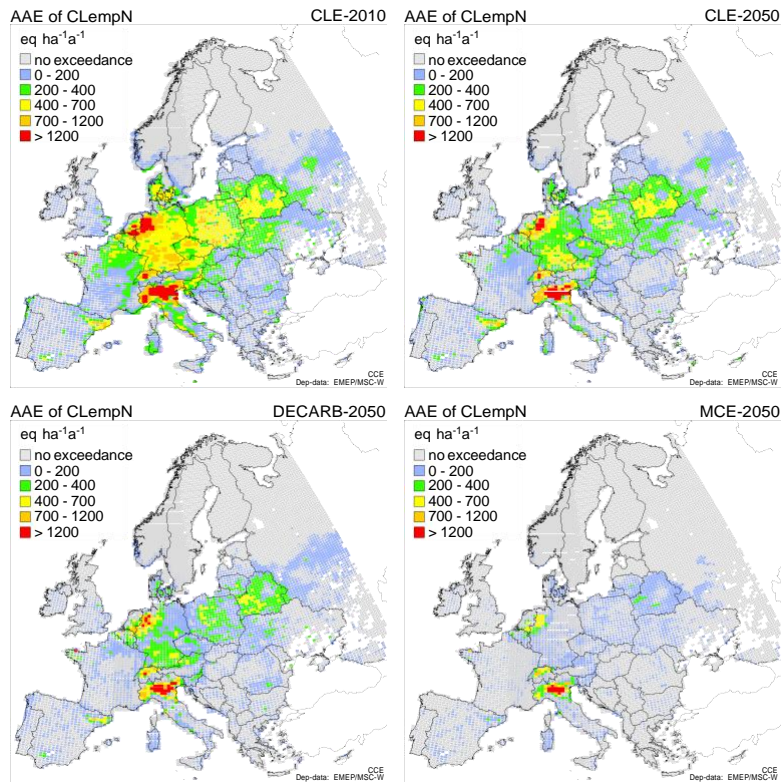 AAE of CLempN CLE-2010
eq ha⁻¹a⁻¹
no exceedance
0 - 200
200 - 400
400 - 700
700 - 1200
> 1200
CCE
Dep-data: EMEP/MSC-W
AAE of CLempN CLE-2050
eq ha⁻¹a⁻¹
no exceedance
0 - 200
200 - 400
400 - 700
700 - 1200
> 1200
CCE
Dep-data: EMEP/MSC-W
AAE of CLempN DECARB-2050
eq ha⁻¹a⁻¹
no exceedance
0 - 200
200 - 400
400 - 700
700 - 1200
> 1200
CCE
Dep-data: EMEP/MSC-W
AAE of CLempN MCE-2050
eq ha⁻¹a⁻¹
no exceedance
0 - 200
200 - 400
400 - 700
700 - 1200
> 1200
CCE
Dep-data: EMEP/MSC-W